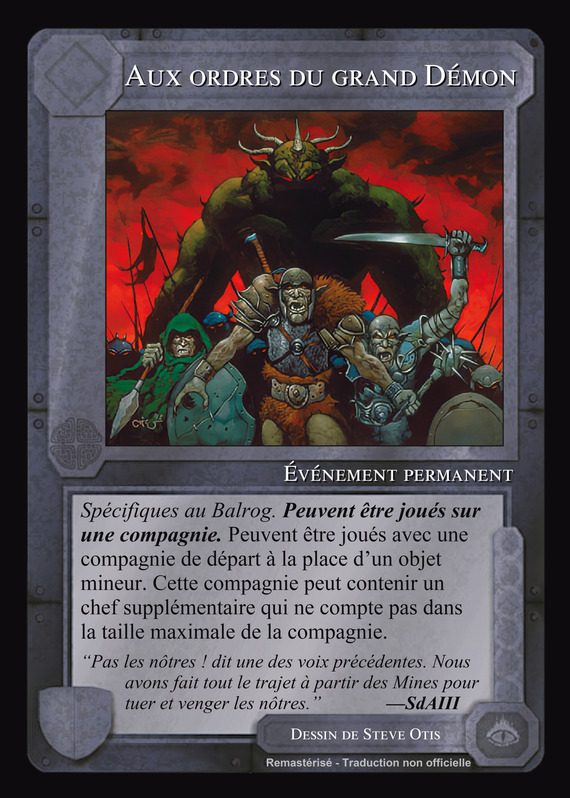 Aux ordres du grand Démon
Événement permanent
Spécifiques au Balrog. Peuvent être joués sur
une compagnie. Peuvent être joués avec une
compagnie de départ à la place d’un objet
mineur. Cette compagnie peut contenir un
chef supplémentaire qui ne compte pas dans
la taille maximale de la compagnie.
“Pas les nôtres ! dit une des voix précédentes. Nous
avons fait tout le trajet à partir des Mines pour
tuer et venger les nôtres.” —SdAIII
Dessin de Steve Otis
Remastérisé - Traduction non officielle